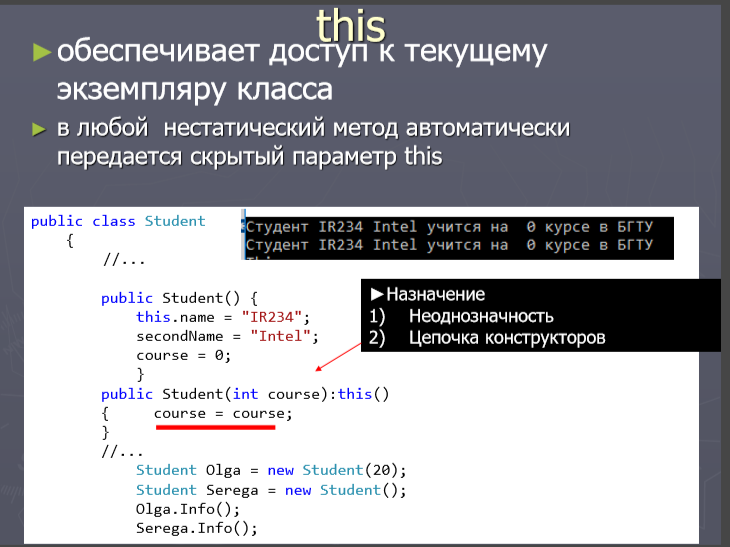 this
►обеспечивает доступ к текущему
экземпляру класса
► в любой нестатический метод автоматически
передается скрытый параметр this
public class Student
{
//...
Студент IR234 Intel учится на 0 курсе в БГТУ
Студент IR234 Intel учится на 0 курсе в БГТУ
►Назначение
1) Неоднозначность
2) Цепочка конструкторов
public Student() {
this.name = "IR234";
secondName = "Intel";
course = 0;
}
public Student(int course):this()
{ course = course;
}
//...
Student Olga = new Student(20);
Student Serega = new Student();
Olga.Info();
Serega.Info();